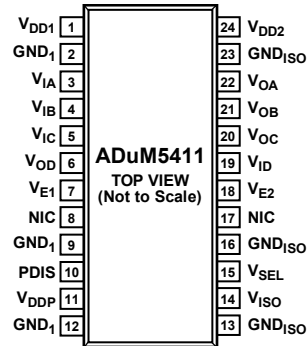 VDD1 1
GND1 2
VIA 3
VIB 4
VIC 5
VOD 6
VE1 7
NIC 8
GND1 9
PDIS 10
VDDP 11
GND1 12
ADuM5411
TOP VIEW
(Not to Scale)
24 VDD2
23 GNDISO
22 VOA
21 VOB
20 VOC
19 VID
18 VE2
17 NIC
16 GNDISO
15 VSEL
14 VISO
13 GNDISO